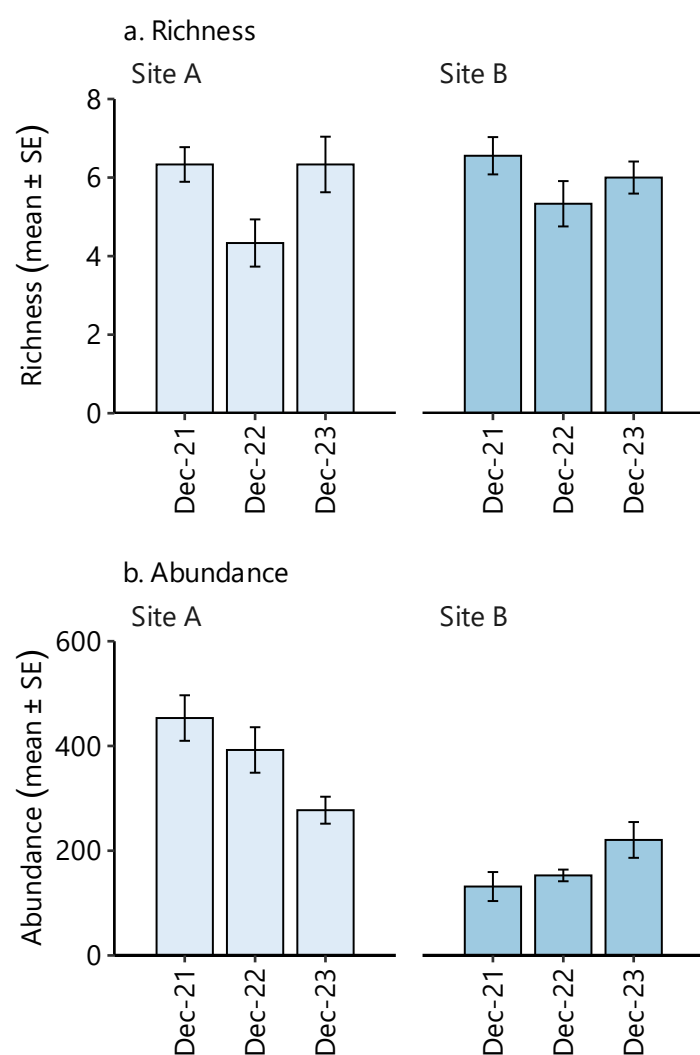 a. Richness
Site A
Site B
Richness (mean ± SE)
8
6
4
2
0
Dec-21
Dec-22
Dec-23
Dec-21
Dec-22
Dec-23
b. Abundance
Site A
Site B
Abundance (mean ± SE)
600
400
200
0
Dec-21
Dec-22
Dec-23
Dec-21
Dec-22
Dec-23